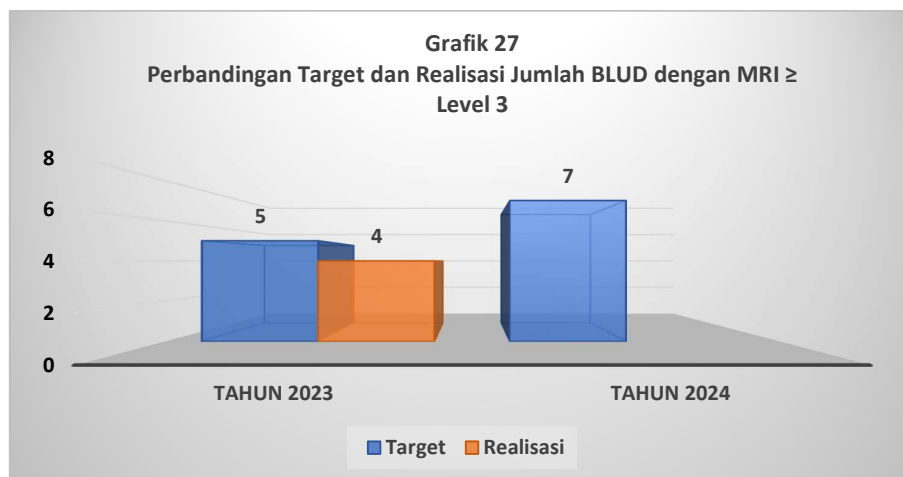 Grafik 27
Perbandingan Target dan Realisasi Jumlah BLUD dengan MRI ≥
Level 3
8
6
4
2
0
5
4
7
TAHUN 2023
TAHUN 2024
Target
Realisasi